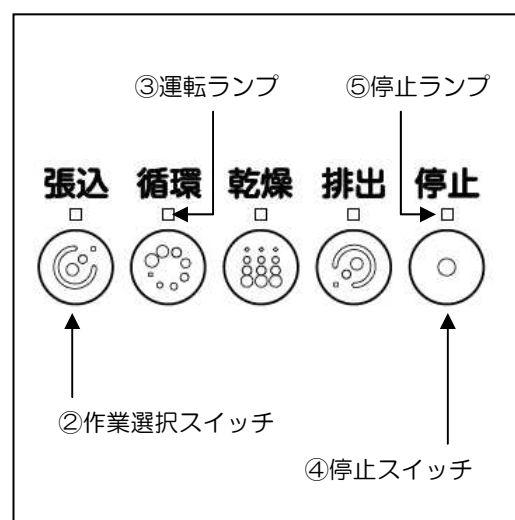 ③運転ランプ ⑤停止ランプ
張込 循環 乾燥 排出 停止
②作業選択スイッチ
④停止スイッチ